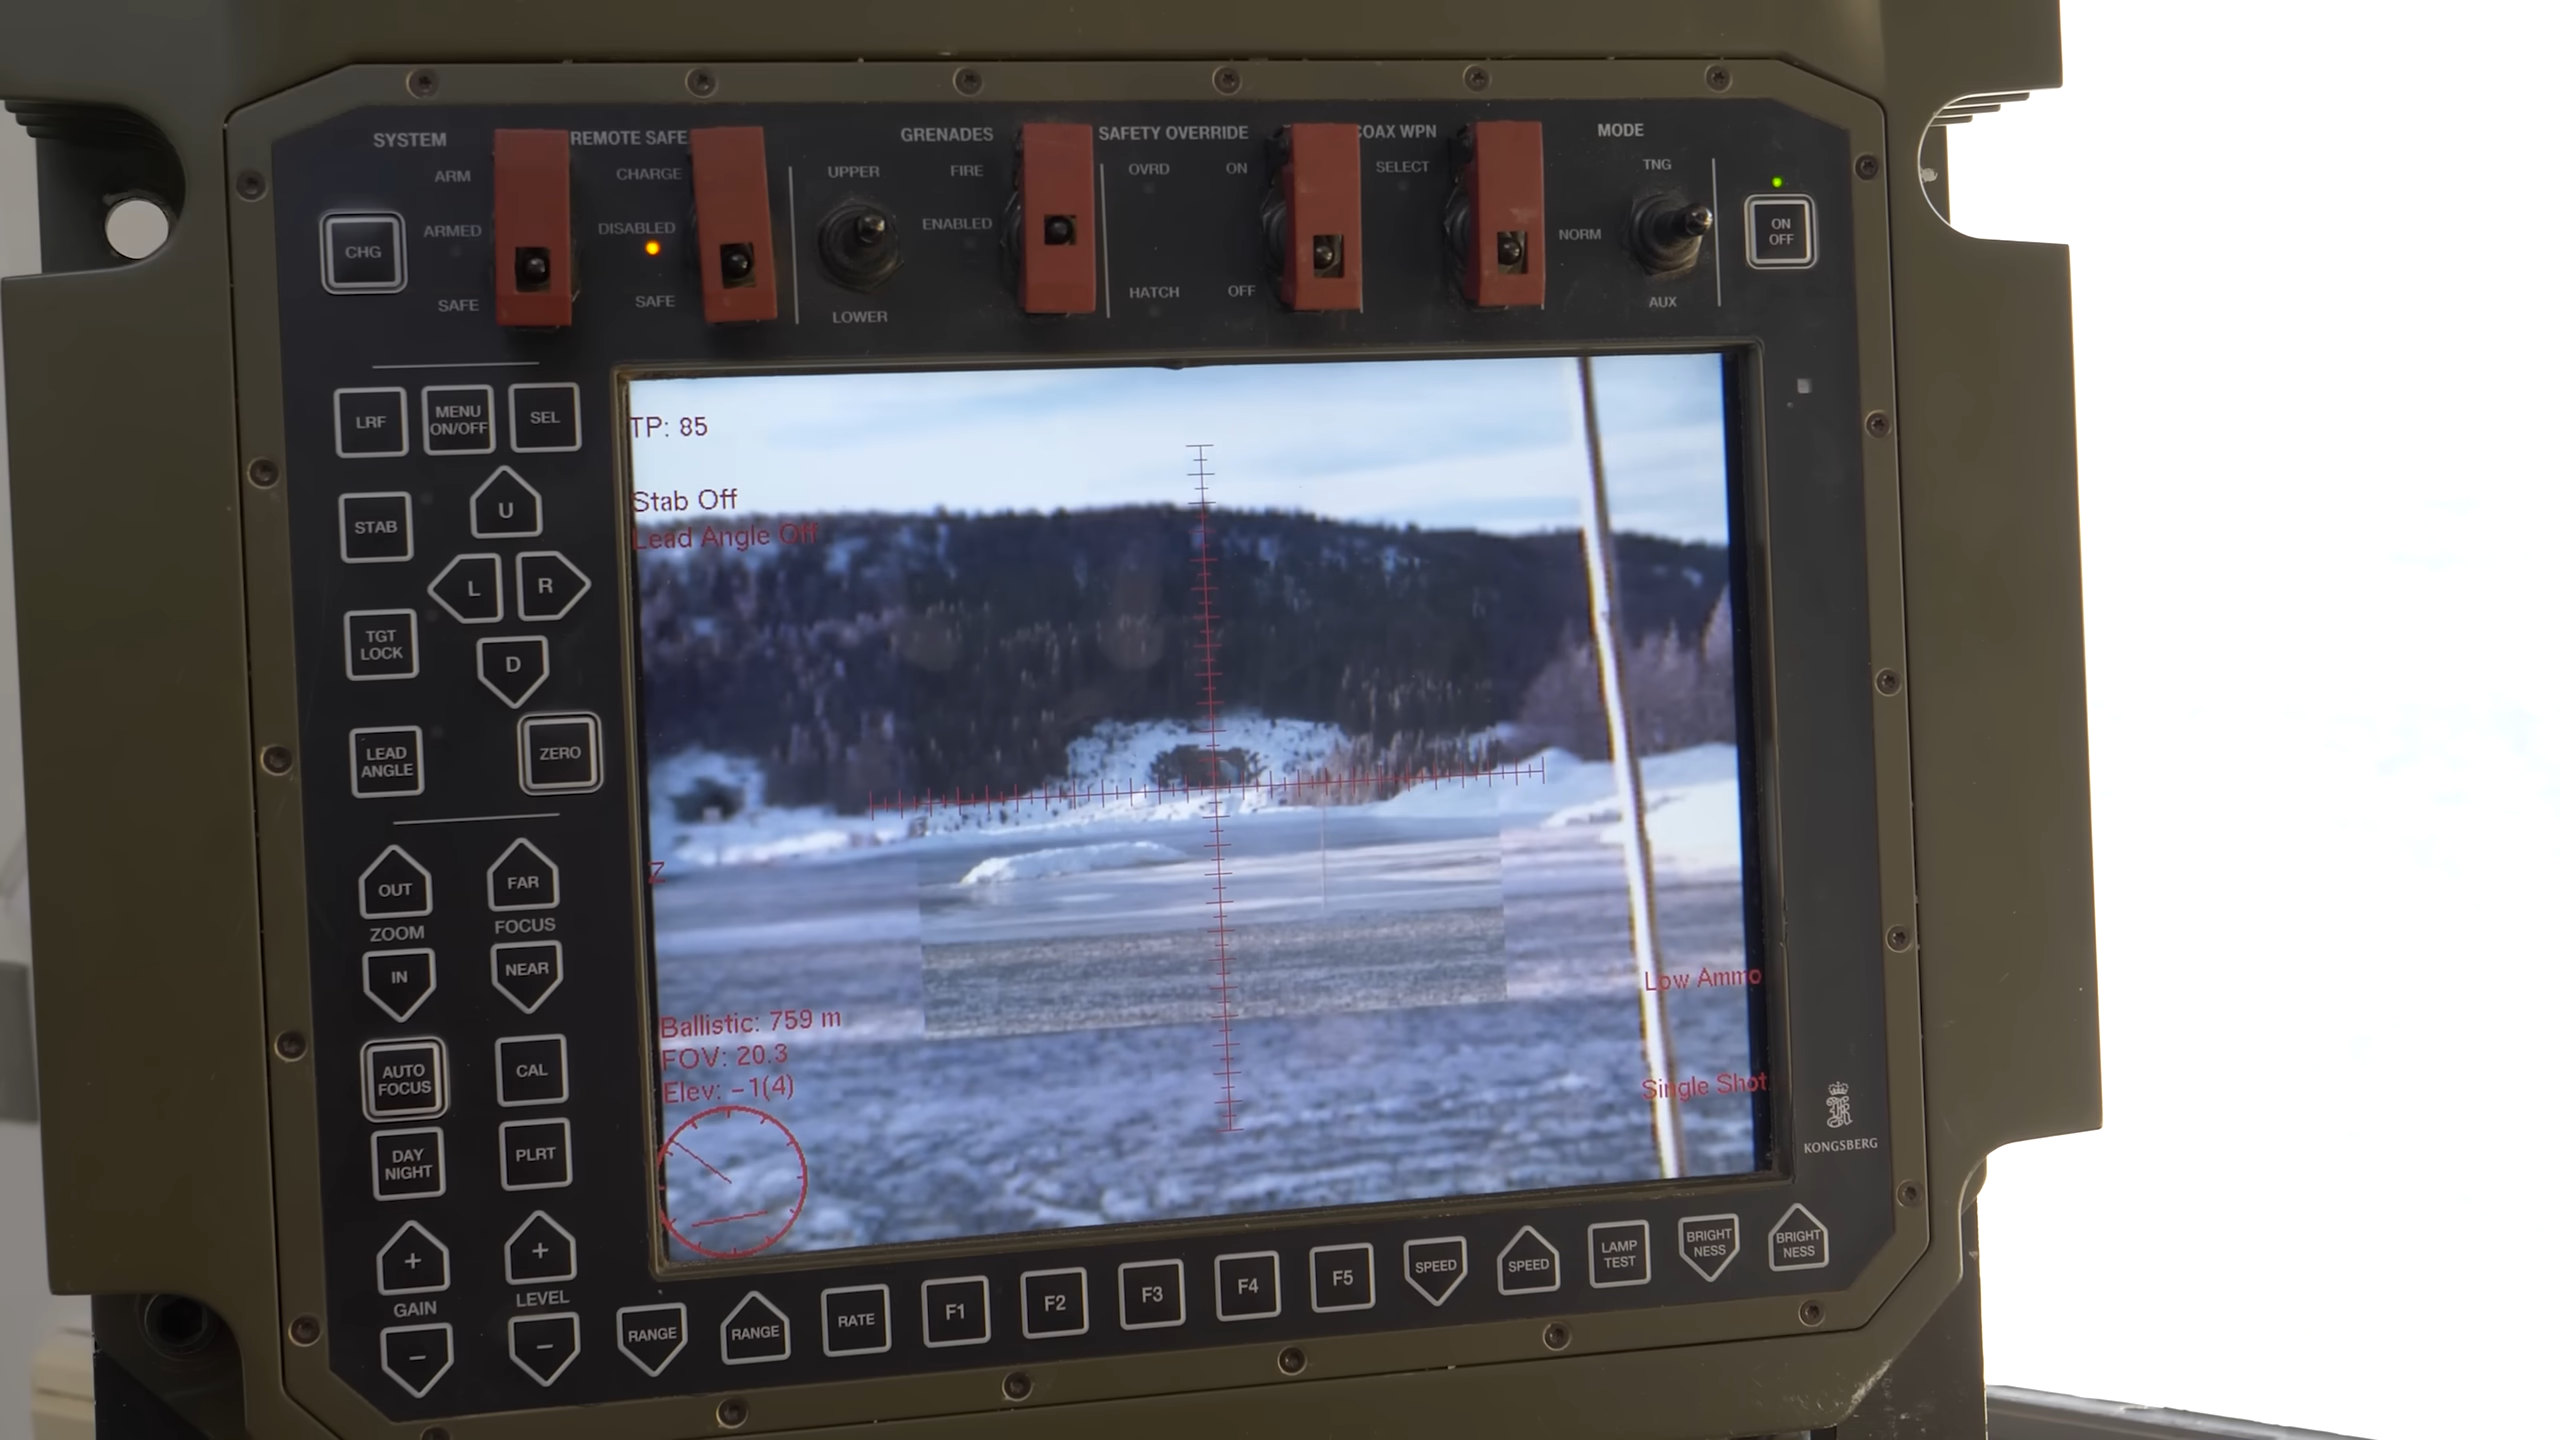 SYSTEM
REMOTE SAFE
GRENADES
SAFETY OVERRIDE
COAX WPN
MODE
ARM
CHARGE
UPPER
FIRE
OVRD
ON
SELECT
TNG
CHG
ARMED
DISABLED
ENABLED
NORM
ON
OFF
SAFE
SAFE
LOWER
HATCH
OFF
AUX
LRF
MENU
ON/OFF
SEL
STAB
U
L
R
TGT
LOCK
D
LEAD
ANGLE
ZERO
OUT
FAR
ZOOM
FOCUS
IN
NEAR
AUTO
FOCUS
CAL
DAY
NIGHT
PLRT
+
+
GAIN
LEVEL
−
−
TP: 85
Stab Off
Lead Angle Off
Z
Ballistic: 759 m
FOV: 20.3
Elev: −1(4)
Low Ammo
Single Shot
KONGSBERG
RANGE
RANGE
RATE
F1
F2
F3
F4
F5
SPEED
SPEED
LAMP
TEST
BRIGHT
NESS
BRIGHT
NESS